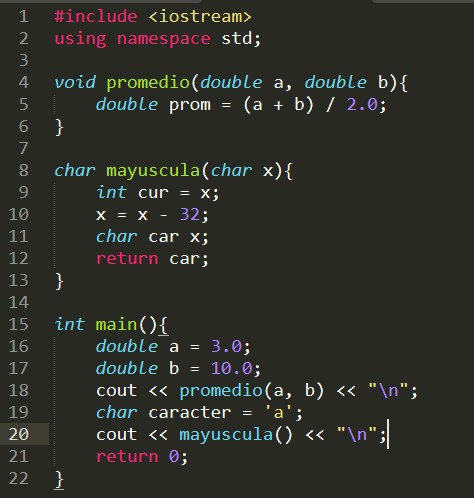 1 #include <iostream>
2 using namespace std;
3
4 void promedio(double a, double b){
5     double prom = (a + b) / 2.0;
6 }
7
8 char mayuscula(char x){
9     int cur = x;
10     x = x - 32;
11     char car x;
12     return car;
13 }
14
15 int main(){
16     double a = 3.0;
17     double b = 10.0;
18     cout << promedio(a, b) << "\n";
19     char caracter = 'a';
20     cout << mayuscula() << "\n";
21     return 0;
22 }